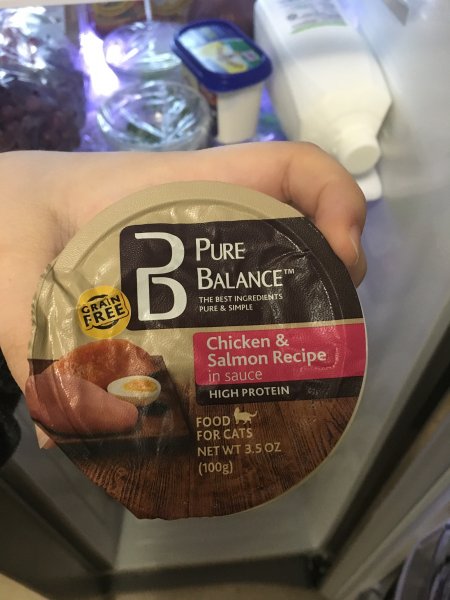 GRAIN
FREE
B
PURE
BALANCE™
THE BEST INGREDIENTS
PURE & SIMPLE
Chicken &
Salmon Recipe
in sauce
HIGH PROTEIN
FOOD
FOR CATS
NET WT 3.5 OZ
(100g)